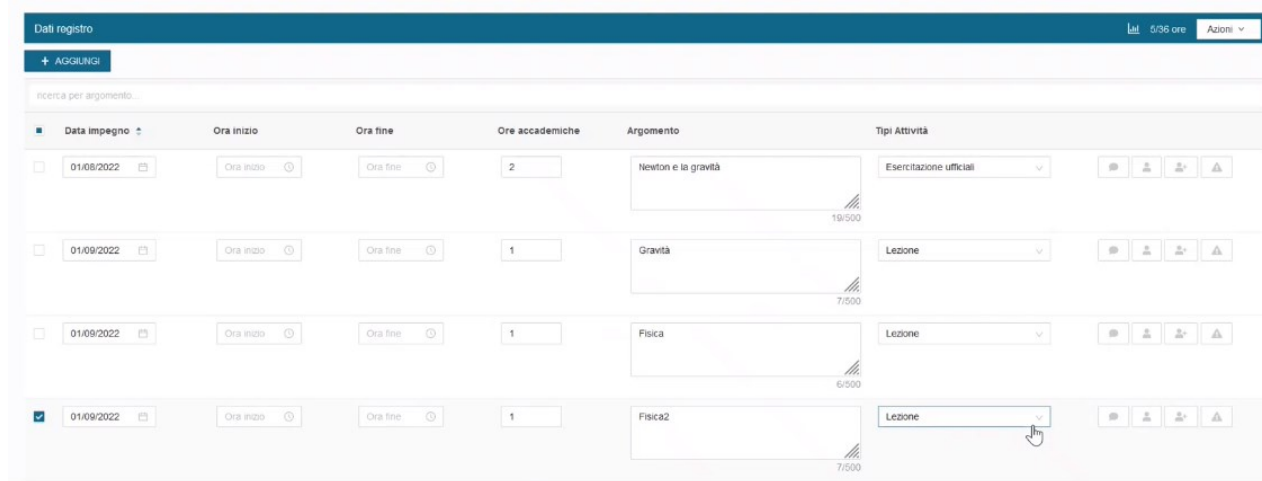 Dati registro 5/36 ore Azioni
+ AGGIUNGI
ricerca per argomento...
Data impegno Ora inizio Ora fine Ore accademiche Argomento Tipi Attività
01/08/2022 Ora inizio Ora fine 2 Newton e la gravità Esercitazione ufficiali
19/500
01/09/2022 Ora inizio Ora fine 1 Gravità Lezione
7/500
01/09/2022 Ora inizio Ora fine 1 Fisica Lezione
6/500
01/09/2022 Ora inizio Ora fine 1 Fisica2 Lezione
7/500